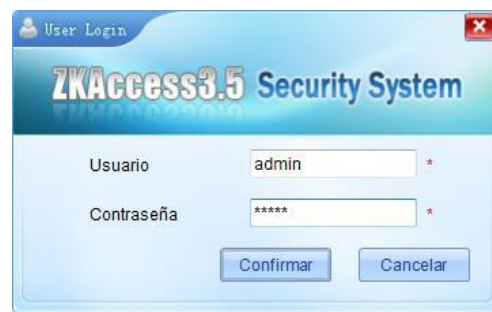 User Login
ZKAccess3.5 Security System
Usuario admin *
Contraseña ***** *
Confirmar Cancelar